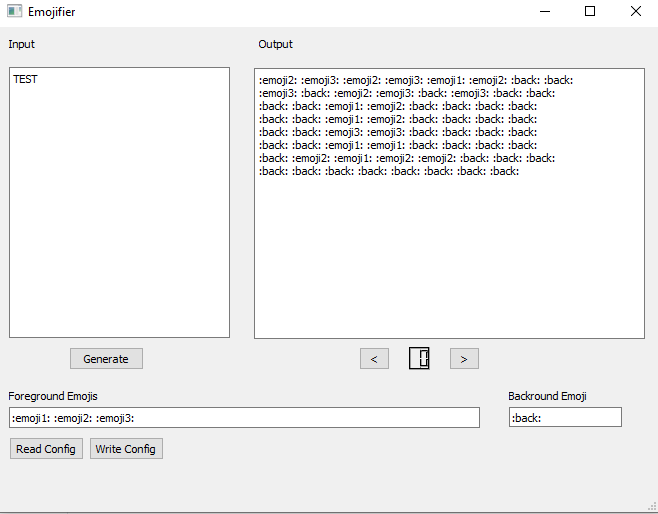 Emojifier
Input
Output
TEST
:emoji2: :emoji3: :emoji2: :emoji3: :emoji1: :emoji2: :back: :back:
:emoji3: :back: :emoji2: :emoji3: :back: :emoji3: :back: :back:
:back: :back: :emoji1: :emoji2: :back: :back: :back: :back:
:back: :back: :emoji1: :emoji2: :back: :back: :back: :back:
:back: :back: :emoji3: :emoji3: :back: :back: :back: :back:
:back: :back: :emoji1: :emoji1: :back: :back: :back: :back:
:back: :emoji2: :emoji1: :emoji2: :emoji2: :back: :back: :back:
:back: :back: :back: :back: :back: :back: :back: :back:
Generate
<
0
>
Foreground Emojis
Backround Emoji
:emoji1: :emoji2: :emoji3:
:back:
Read Config
Write Config